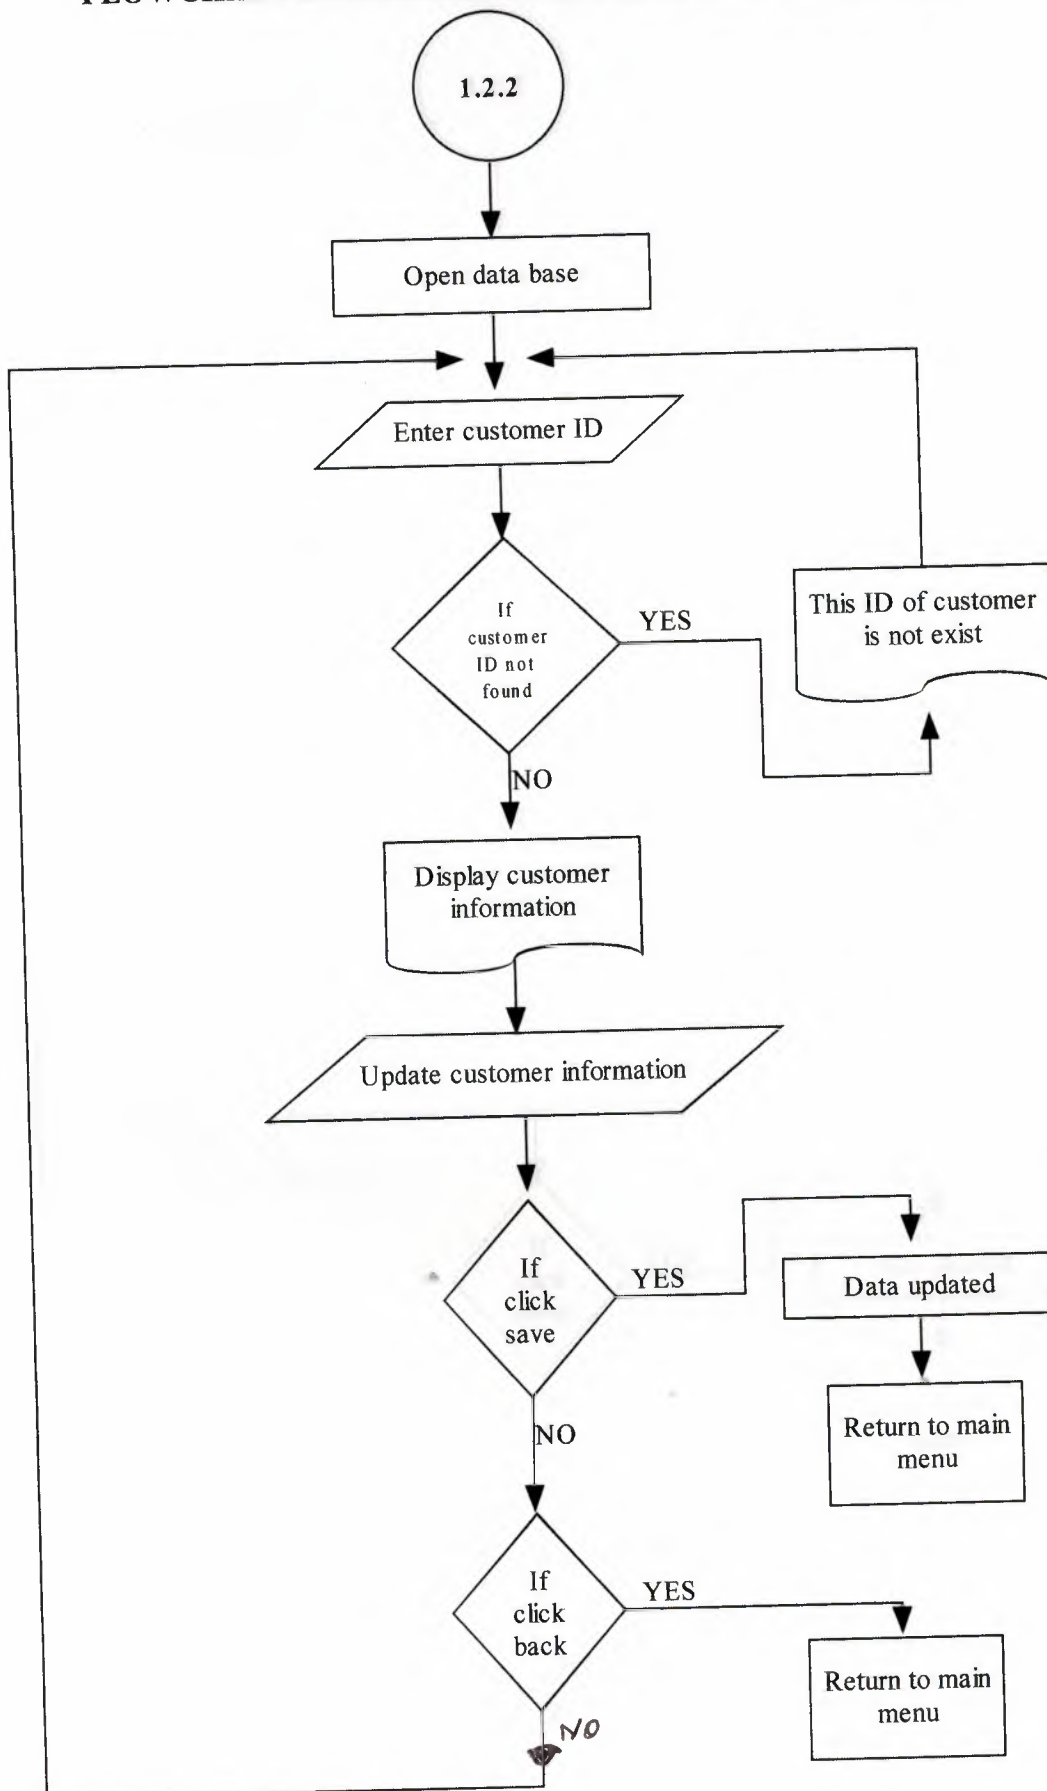 1.2.2
Open data base
Enter customer ID
If
customer
ID not
found
YES
This ID of customer
is not exist
NO
Display customer
information
Update customer information
If
click
save
YES
Data updated
NO
Return to main
menu
If
click
back
YES
Return to main
menu
NO